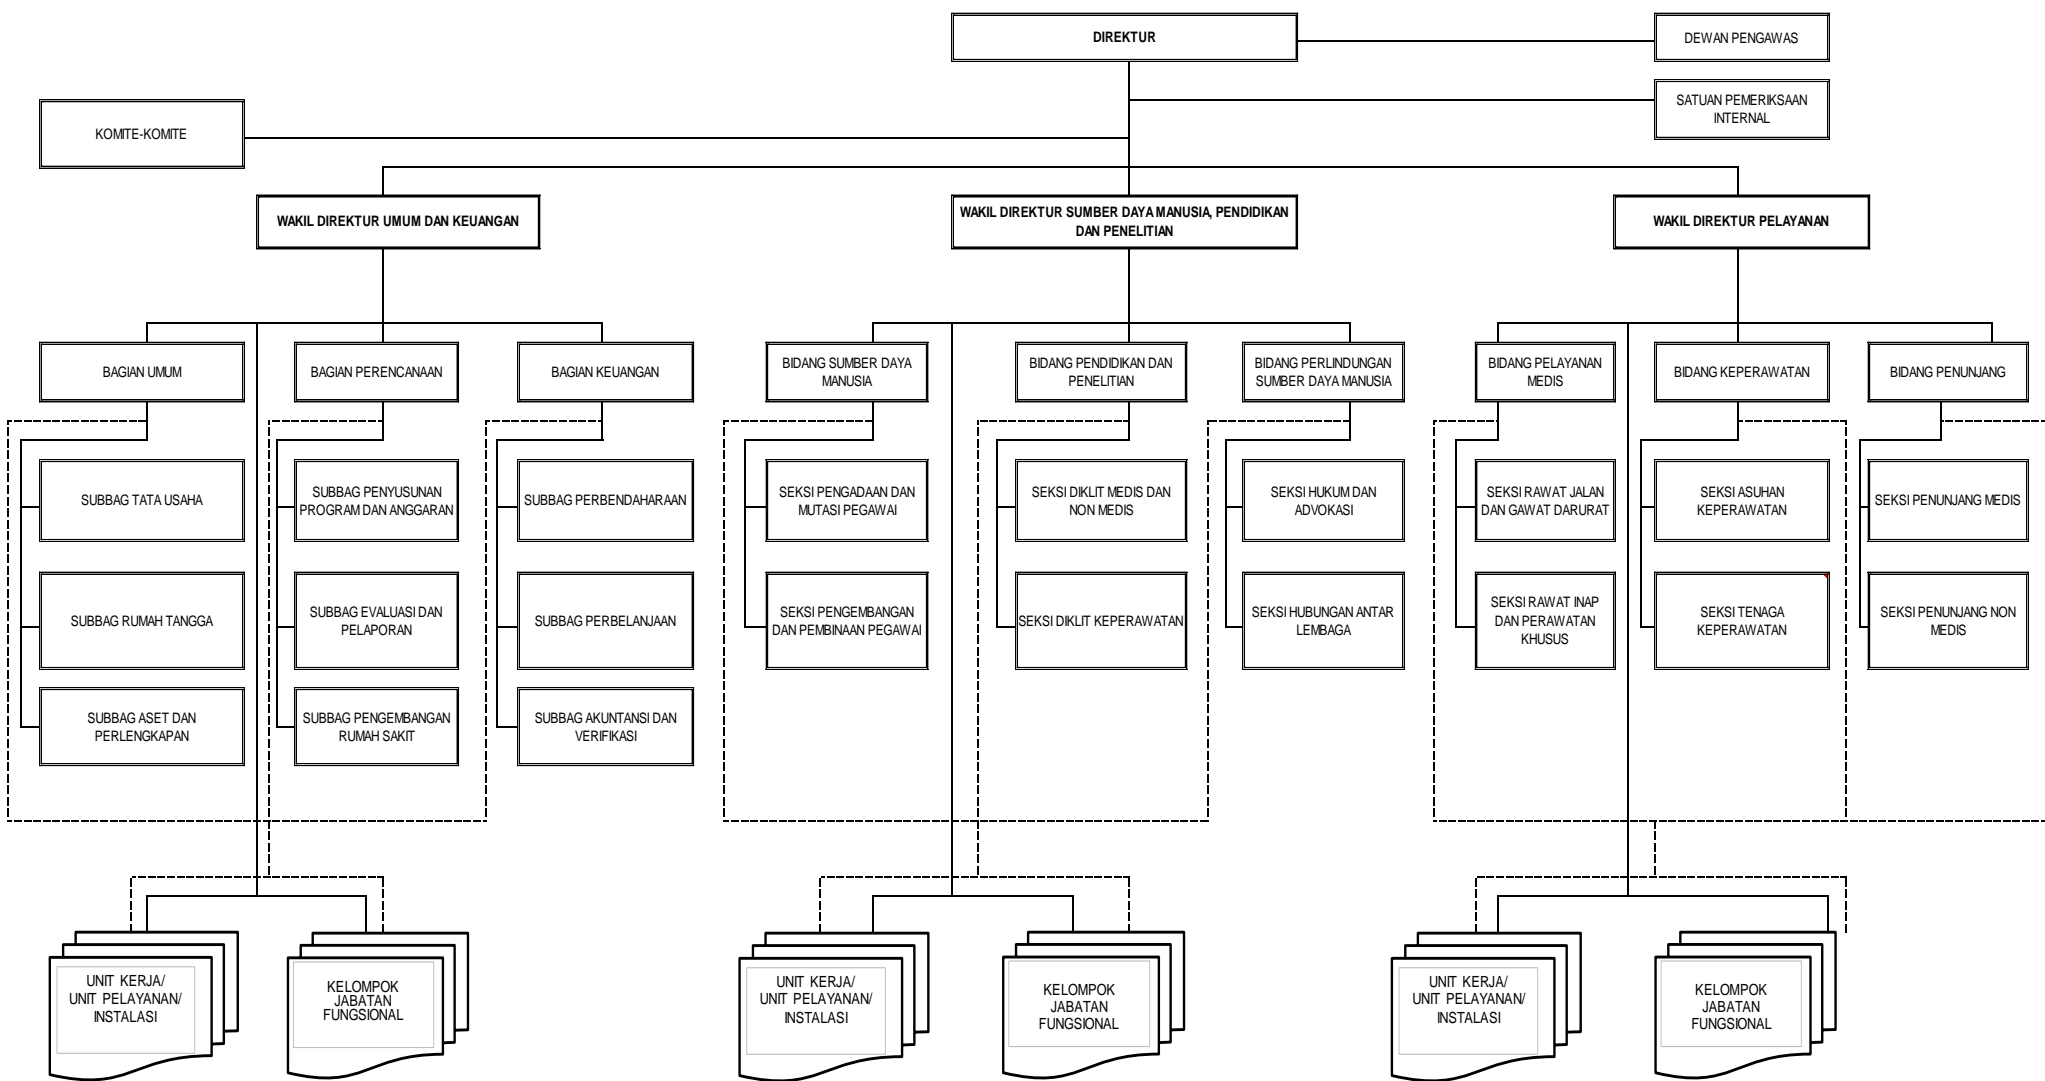 DIREKTUR
DEWAN PENGAWAS
SATUAN PEMERIKSAAN
INTERNAL
KOMITE-KOMITE
WAKIL DIREKTUR UMUM DAN KEUANGAN
WAKIL DIREKTUR SUMBER DAYA MANUSIA, PENDIDIKAN
DAN PENELITIAN
WAKIL DIREKTUR PELAYANAN
BAGIAN UMUM
BAGIAN PERENCANAAN
BAGIAN KEUANGAN
BIDANG SUMBER DAYA
MANUSIA
BIDANG PENDIDIKAN DAN
PENELITIAN
BIDANG PERLINDUNGAN
SUMBER DAYA MANUSIA
BIDANG PELAYANAN
MEDIS
BIDANG KEPERAWATAN
BIDANG PENUNJANG
SUBBAG TATA USAHA
SUBBAG PENYUSUNAN
PROGRAM DAN ANGGARAN
SUBBAG PERBENDAHARAAN
SEKSI PENGADAAN DAN
MUTASI PEGAWAI
SEKSI DIKLIT MEDIS DAN
NON MEDIS
SEKSI HUKUM DAN
ADVOKASI
SEKSI RAWAT JALAN
DAN GAWAT DARURAT
SEKSI ASUHAN
KEPERAWATAN
SEKSI PENUNJANG MEDIS
SUBBAG RUMAH TANGGA
SUBBAG EVALUASI DAN
PELAPORAN
SUBBAG PERBELANJAAN
SEKSI PENGEMBANGAN
DAN PEMBINAAN PEGAWAI
SEKSI DIKLIT KEPERAWATAN
SEKSI HUBUNGAN ANTAR
LEMBAGA
SEKSI RAWAT INAP
DAN PERAWATAN
KHUSUS
SEKSI TENAGA
KEPERAWATAN
SEKSI PENUNJANG NON
MEDIS
SUBBAG ASET DAN
PERLENGKAPAN
SUBBAG PENGEMBANGAN
RUMAH SAKIT
SUBBAG AKUNTANSI DAN
VERIFIKASI
UNIT KERJA/
UNIT PELAYANAN/
INSTALASI
KELOMPOK
JABATAN
FUNGSIONAL
UNIT KERJA/
UNIT PELAYANAN/
INSTALASI
KELOMPOK
JABATAN
FUNGSIONAL
UNIT KERJA/
UNIT PELAYANAN/
INSTALASI
KELOMPOK
JABATAN
FUNGSIONAL